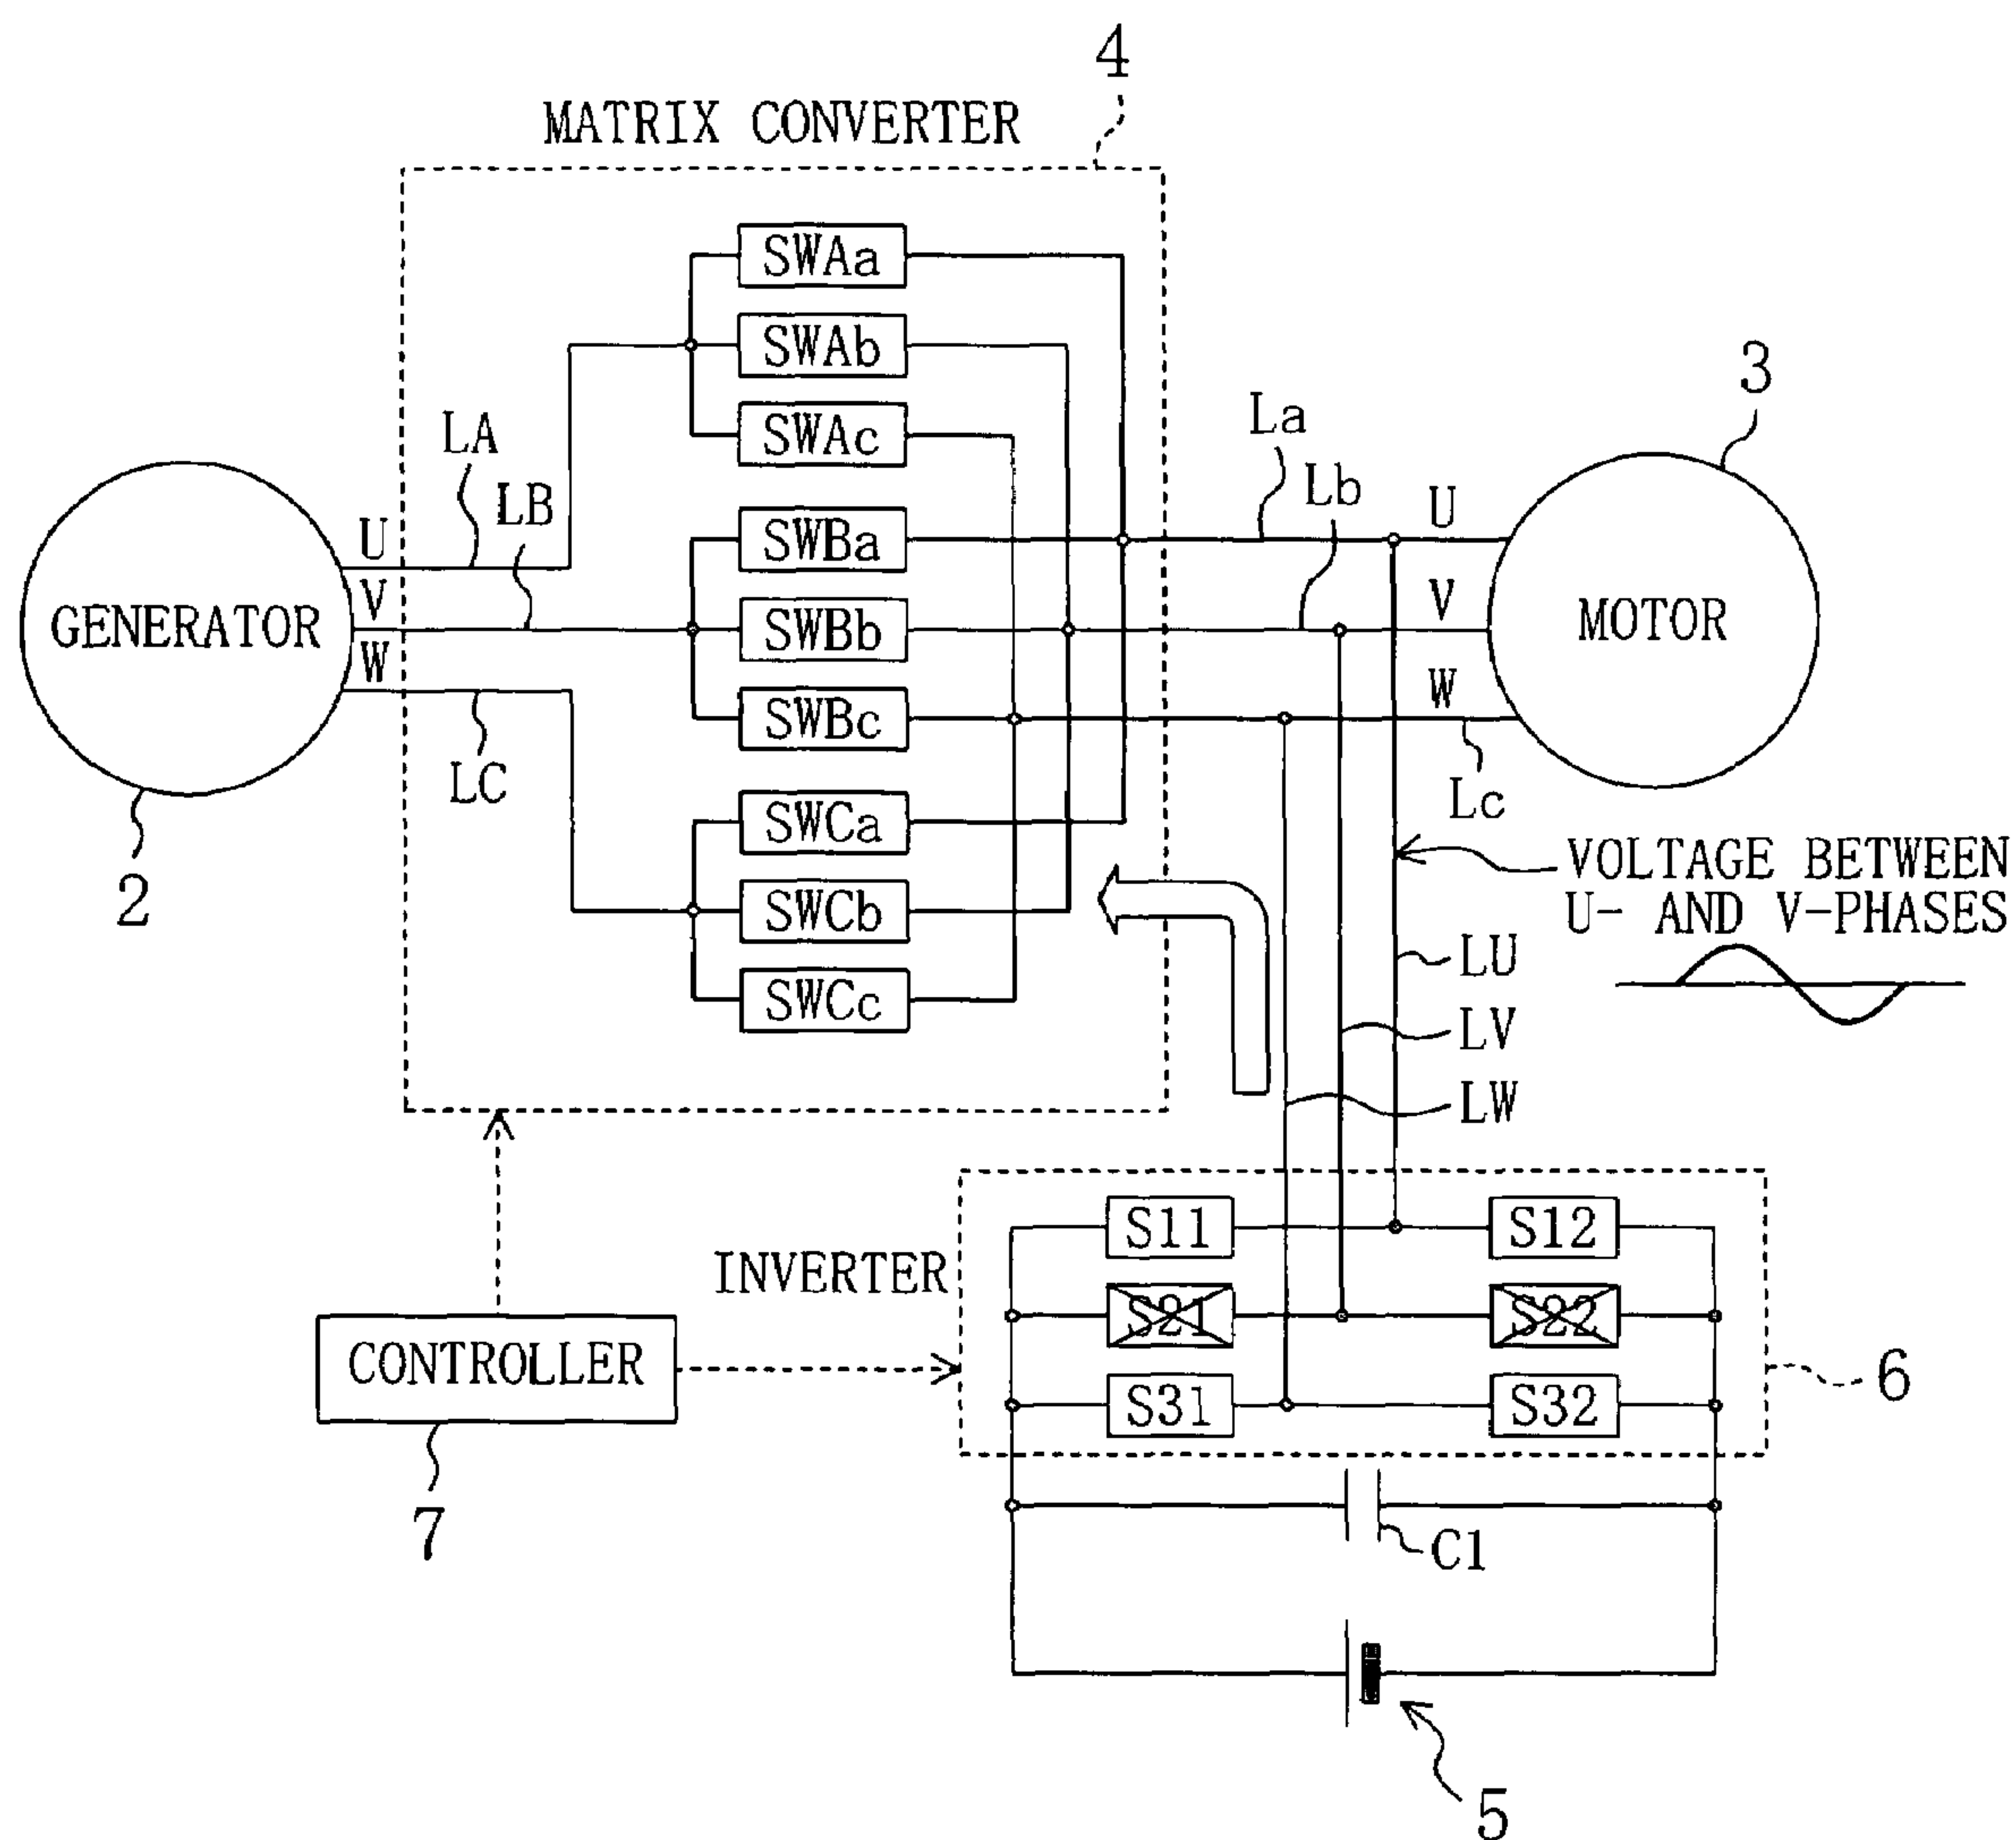 4
MATRIX CONVERTER
SWAa
SWAb
SWAc
SWBa
SWBb
SWBc
SWCa
SWCb
SWCc
LA
LB
LC
U
V
W
GENERATOR
2
La
Lb
Lc
U
V
W
3
MOTOR
VOLTAGE BETWEEN
U- AND V-PHASES
LU
LV
LW
INVERTER
S11
S12
S21
S22
S31
S32
6
CONTROLLER
7
C1
5